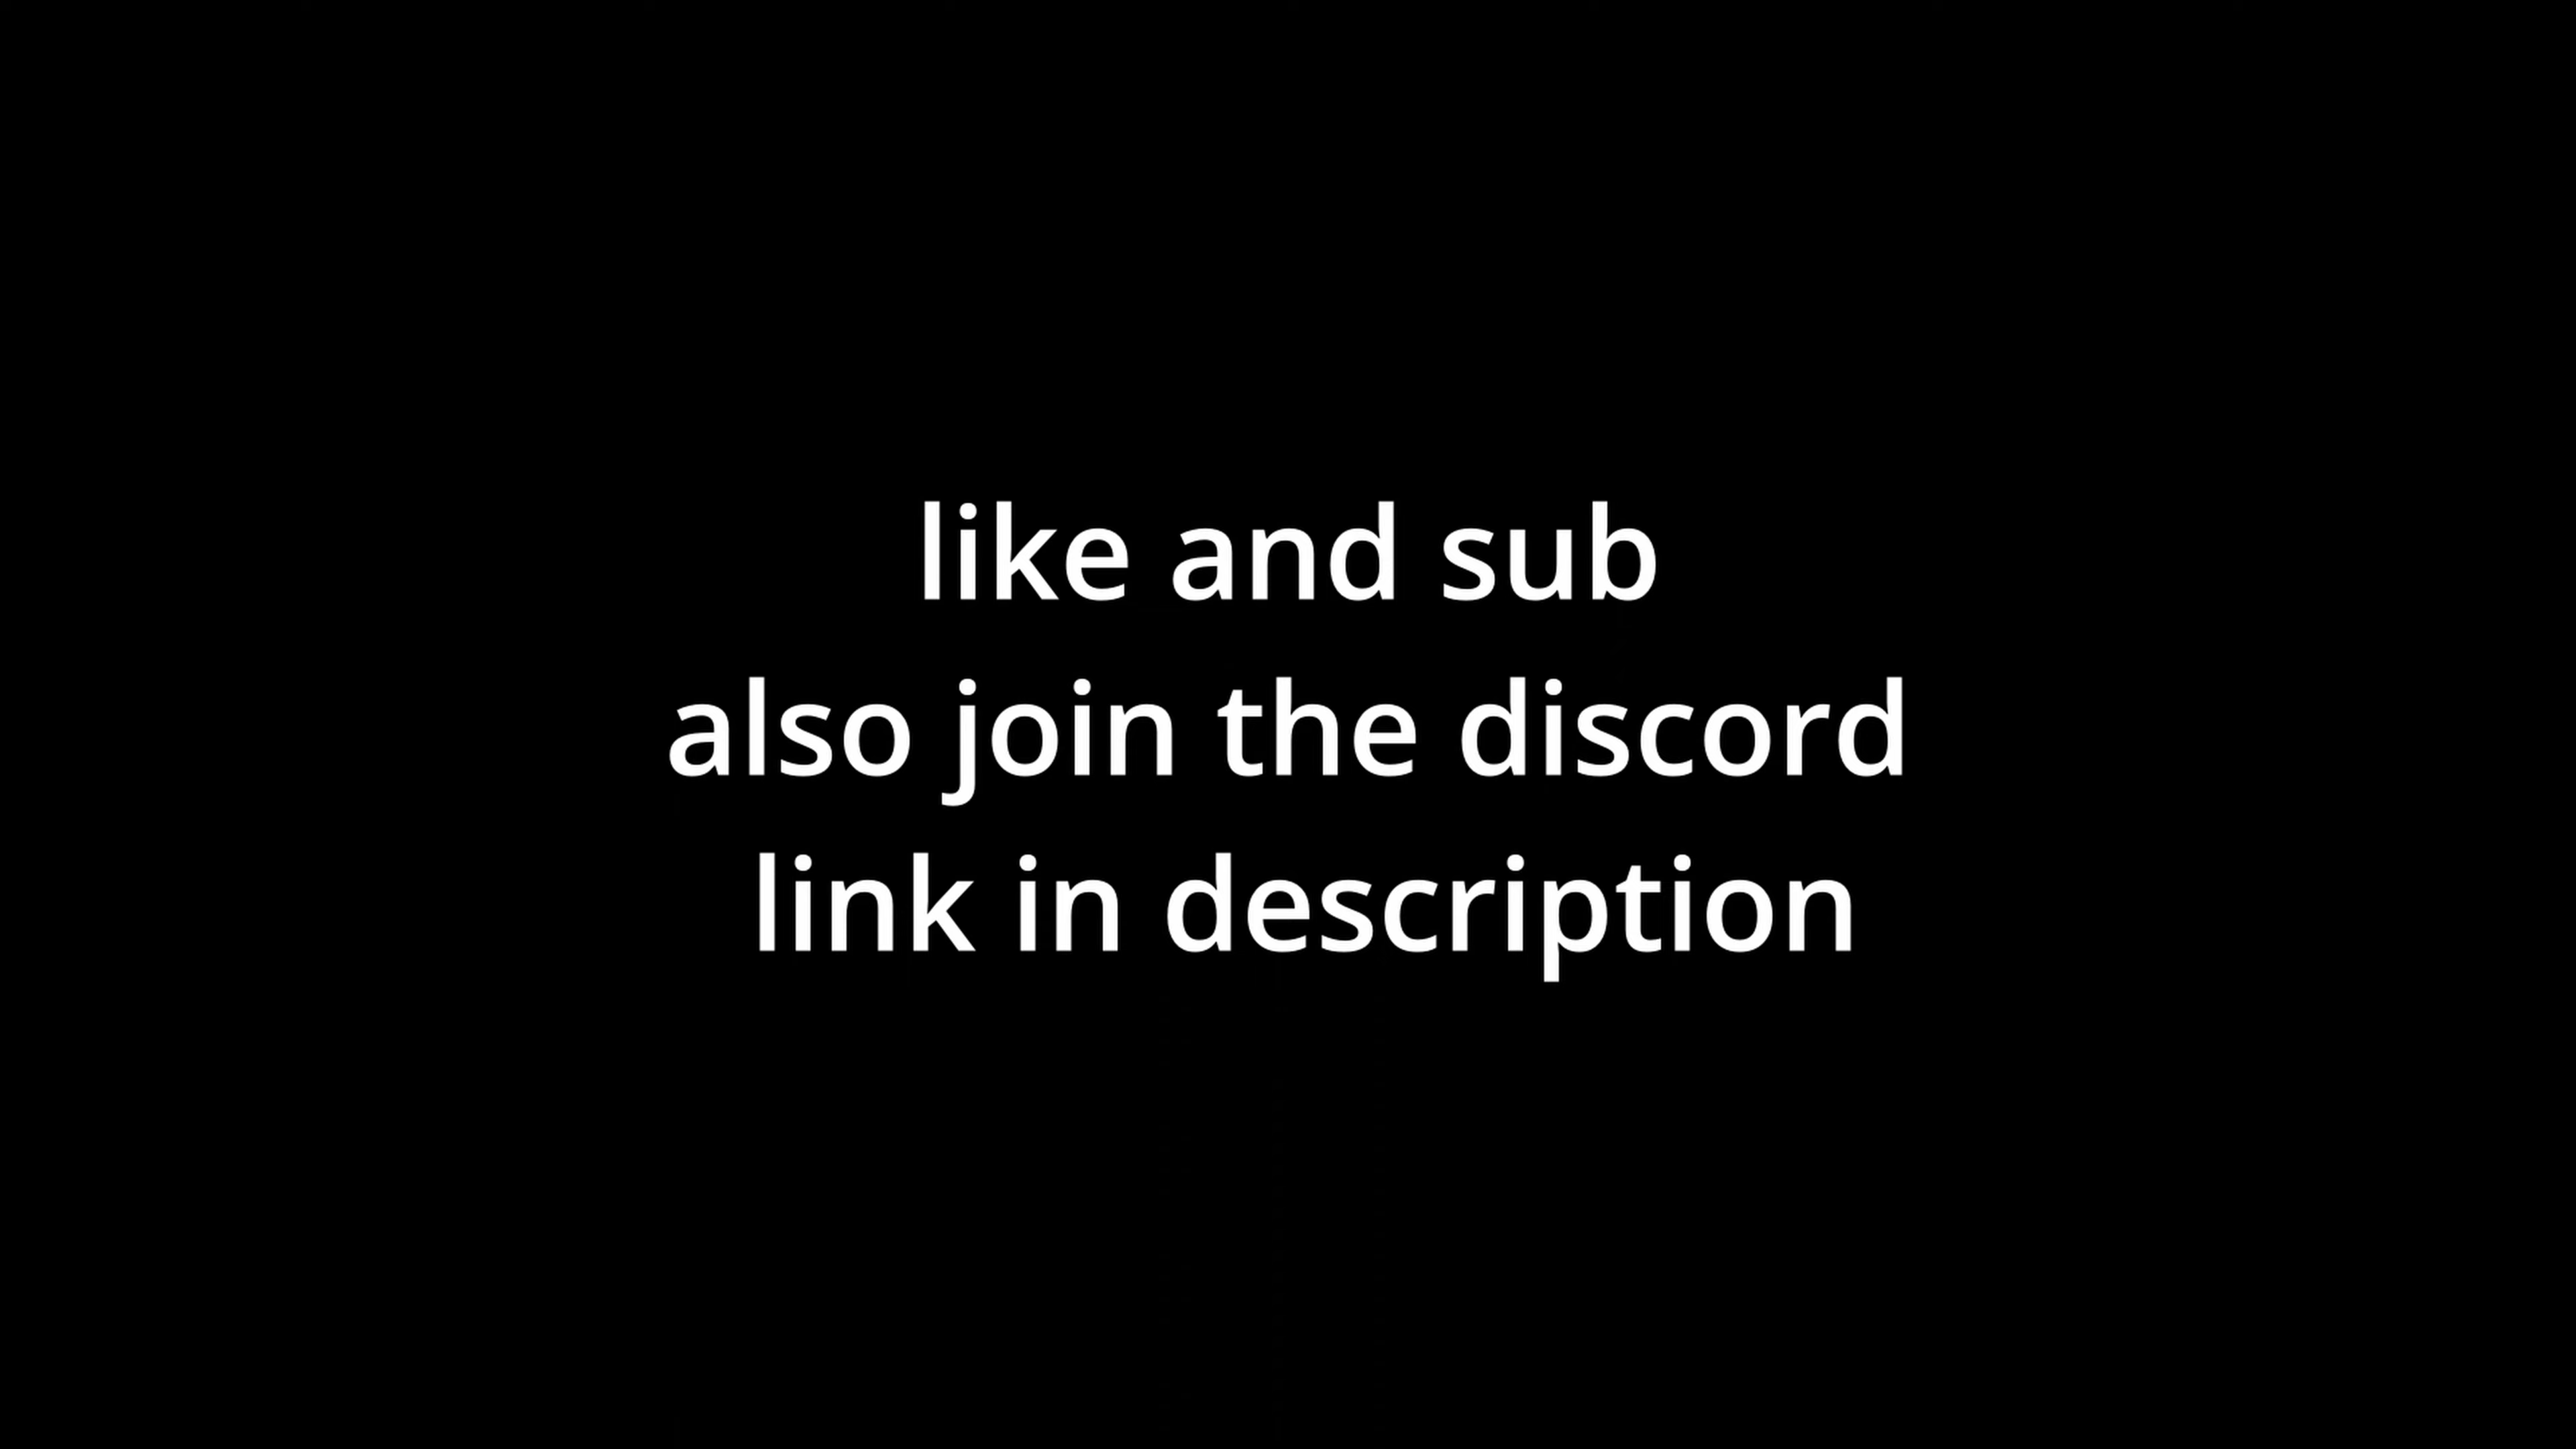 like and sub
also join the discord
link in description